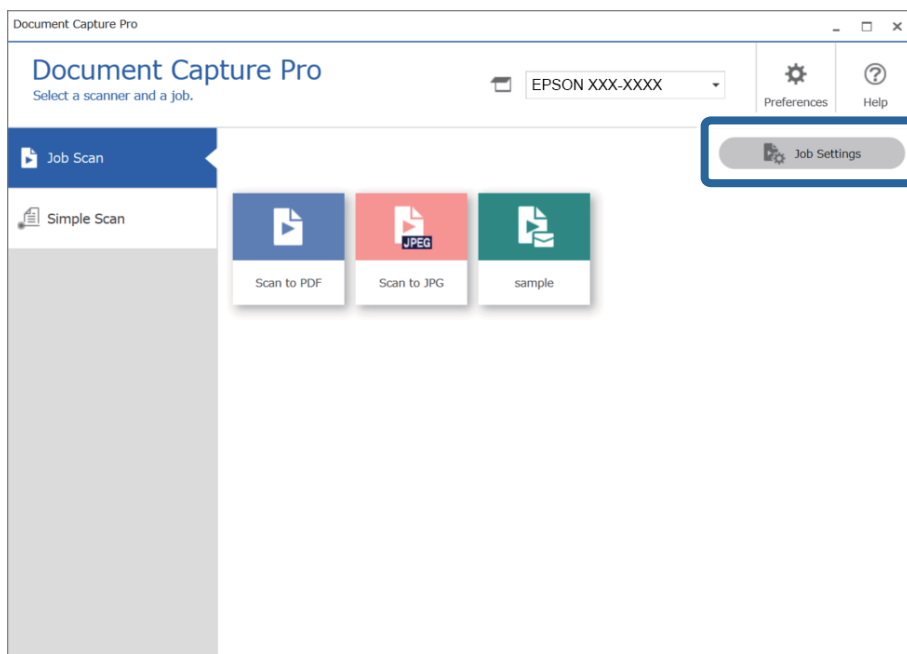 Document Capture Pro
Document Capture Pro
Select a scanner and a job.
EPSON XXX-XXXX
Preferences
Help
Job Scan
Job Settings
Simple Scan
JPEG
Scan to PDF
Scan to JPG
sample